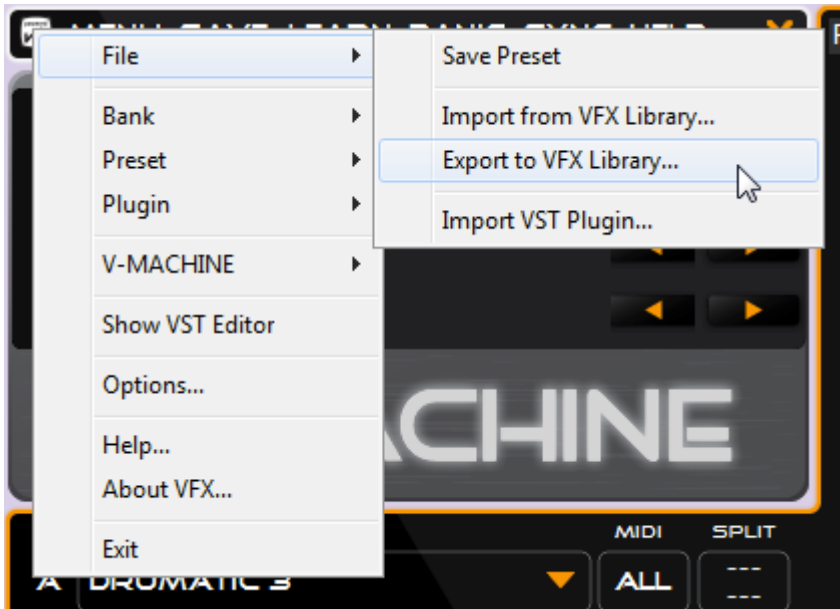 File
Save Preset
Import from VFX Library...
Export to VFX Library...
Import VST Plugin...
Bank
Preset
Plugin
V-MACHINE
Show VST Editor
Options...
Help...
About VFX...
Exit
ACHINE
MIDI
SPLIT
A
DRUMATIC 3
ALL
---
---